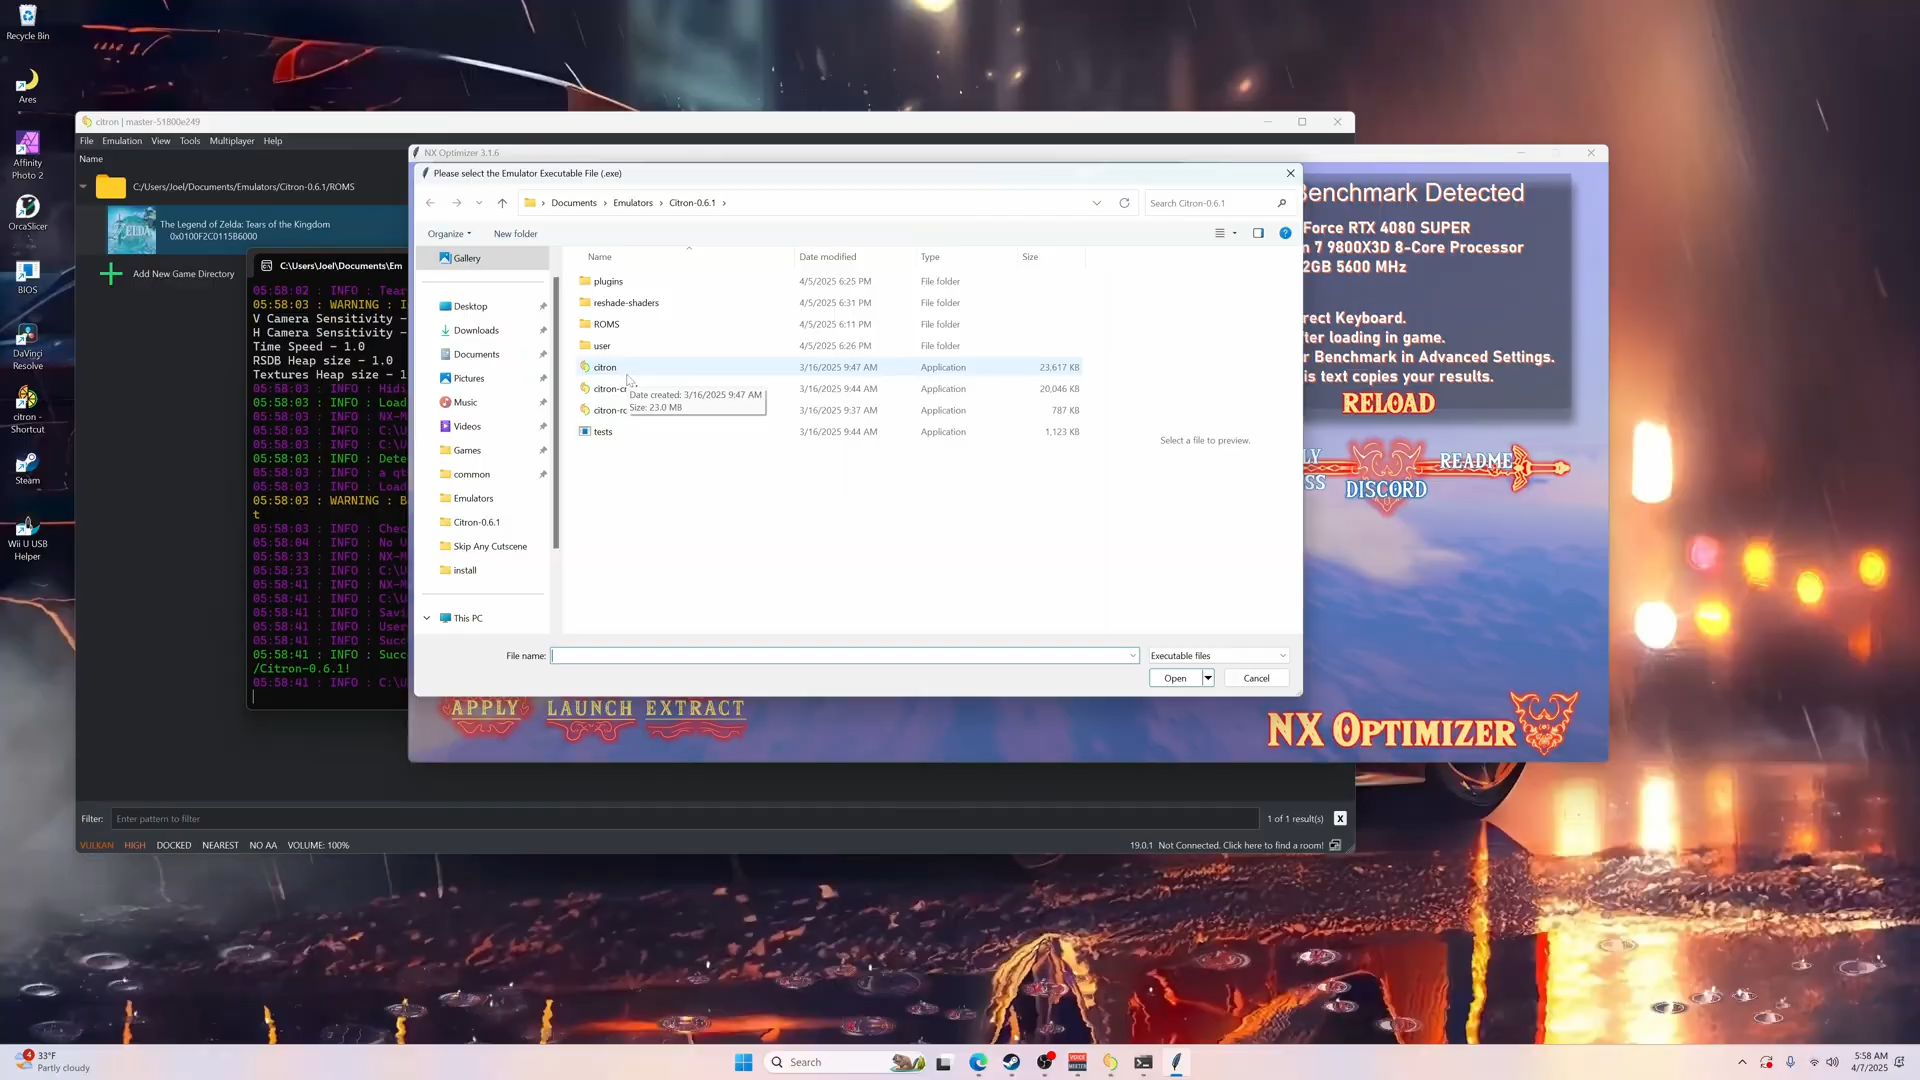 Recycle Bin
Ares
Affinity
Photo 2
OrcaSlicer
BIOS
DaVinci
Resolve
citron -
Shortcut
Steam
Wii U USB
Helper
citron | master-51800e249
File Emulation View Tools Multiplayer Help
Name
C:/Users/Joel/Documents/Emulators/Citron-0.6.1/ROMS
The Legend of Zelda: Tears of the Kingdom
0x0100F2C0115B6000
Add New Game Directory
C:\Users\Joel\Documents\Em
05:58:02 : INFO : Tear
05:58:03 : WARNING : I
V Camera Sensitivity -
H Camera Sensitivity -
Time Speed - 1.0
RSDB Heap size - 1.0
Textures Heap size - 1
05:58:03 : INFO : Hidi
05:58:03 : INFO : Load
05:58:03 : INFO : NX-M
05:58:03 : INFO : C:\U
05:58:03 : INFO : C:\U
05:58:03 : INFO : Dete
05:58:03 : INFO : a qt
05:58:03 : INFO : Load
05:58:03 : WARNING : B
t
05:58:03 : INFO : Chec
05:58:04 : INFO : No U
05:58:33 : INFO : NX-M
05:58:33 : INFO : C:\U
05:58:41 : INFO : NX-M
05:58:41 : INFO : C:\U
05:58:41 : INFO : Savi
05:58:41 : INFO : User
05:58:41 : INFO : Succ
05:58:41 : INFO : Succ
/Citron-0.6.1!
05:58:41 : INFO : C:\U
NX Optimizer 3.1.6
Please select the Emulator Executable File (.exe)
Documents > Emulators > Citron-0.6.1 >
Search Citron-0.6.1
Organize New folder
Gallery
Desktop
Downloads
Documents
Pictures
Music
Videos
Games
common
Emulators
Citron-0.6.1
Skip Any Cutscene
install
This PC
Name Date modified Type Size
plugins 4/5/2025 6:25 PM File folder
reshade-shaders 4/5/2025 6:31 PM File folder
ROMS 4/5/2025 6:11 PM File folder
user 4/5/2025 6:26 PM File folder
citron 3/16/2025 9:47 AM Application 23,617 KB
citron-c 3/16/2025 9:44 AM Application 20,046 KB
citron-ro 3/16/2025 9:37 AM Application 787 KB
tests 3/16/2025 9:44 AM Application 1,123 KB
Date created: 3/16/2025 9:47 AM
Size: 23.0 MB
Select a file to preview.
File name:
Executable files
Open Cancel
Benchmark Detected
Force RTX 4080 SUPER
n 7 9800X3D 8-Core Processor
2GB 5600 MHz
rect Keyboard.
fter loading in game.
r Benchmark in Advanced Settings.
is text copies your results.
RELOAD
LY
SS
README
DISCORD
APPLY LAUNCH EXTRACT
NX OPTIMIZER
Filter: Enter pattern to filter 1 of 1 result(s) X
VULKAN HIGH DOCKED NEAREST NO AA VOLUME: 100%
19.0.1 Not Connected. Click here to find a room!
4
33°F
Partly cloudy
Search
5:58 AM
4/7/2025